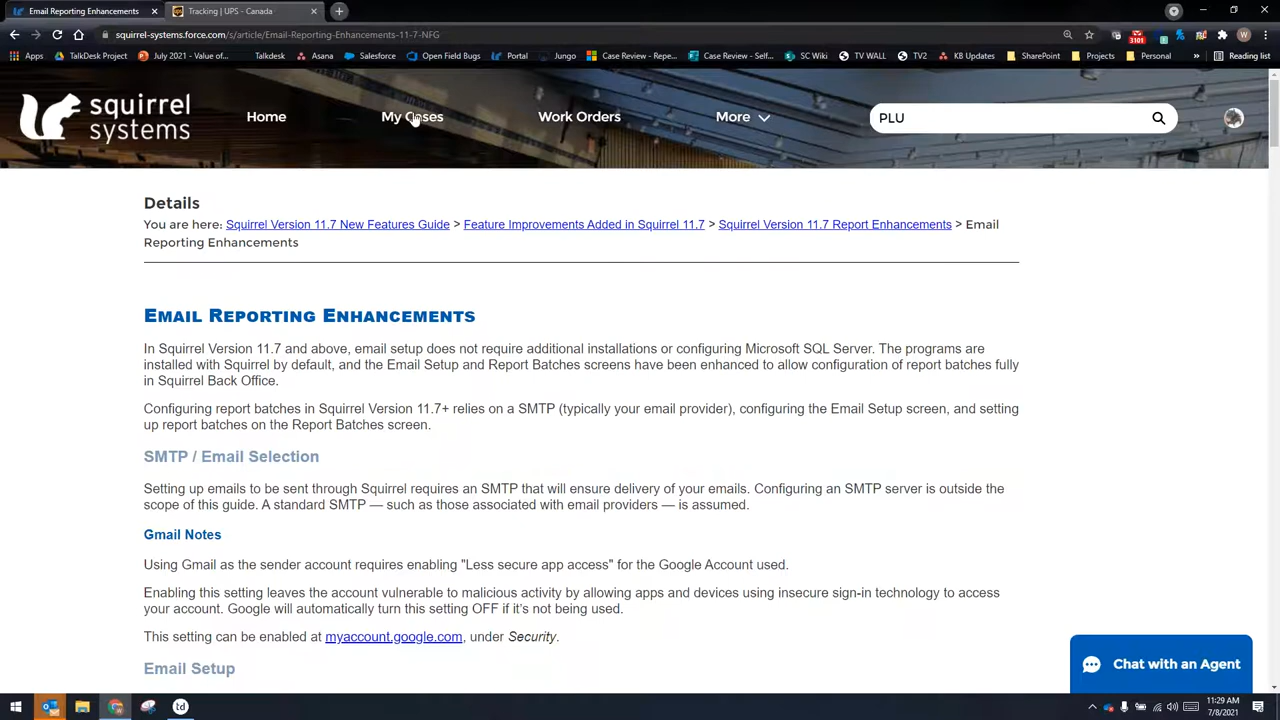 Email Reporting Enhancements
Tracking | UPS - Canada
squirrel-systems.force.com/s/article/Email-Reporting-Enhancements-11-7-NFG
3101
Apps
TalkDesk Project
July 2021 - Value of...
Talkdesk
Asana
Salesforce
Open Field Bugs
Portal
Jungo
Case Review - Repe...
Case Review - Self...
SC Wiki
TV WALL
TV2
KB Updates
SharePoint
Projects
Personal
»
Reading list
squirrel systems
Home
My Cases
Work Orders
More
PLU
Details
You are here: Squirrel Version 11.7 New Features Guide > Feature Improvements Added in Squirrel 11.7 > Squirrel Version 11.7 Report Enhancements > Email
Reporting Enhancements
Email Reporting Enhancements
In Squirrel Version 11.7 and above, email setup does not require additional installations or configuring Microsoft SQL Server. The programs are
installed with Squirrel by default, and the Email Setup and Report Batches screens have been enhanced to allow configuration of report batches fully
in Squirrel Back Office.
Configuring report batches in Squirrel Version 11.7+ relies on a SMTP (typically your email provider), configuring the Email Setup screen, and setting
up report batches on the Report Batches screen.
SMTP / Email Selection
Setting up emails to be sent through Squirrel requires an SMTP that will ensure delivery of your emails. Configuring an SMTP server is outside the
scope of this guide. A standard SMTP — such as those associated with email providers — is assumed.
Gmail Notes
Using Gmail as the sender account requires enabling "Less secure app access" for the Google Account used.
Enabling this setting leaves the account vulnerable to malicious activity by allowing apps and devices using insecure sign-in technology to access
your account. Google will automatically turn this setting OFF if it's not being used.
This setting can be enabled at myaccount.google.com, under Security.
Email Setup
Chat with an Agent
td
11:29 AM
7/8/2021